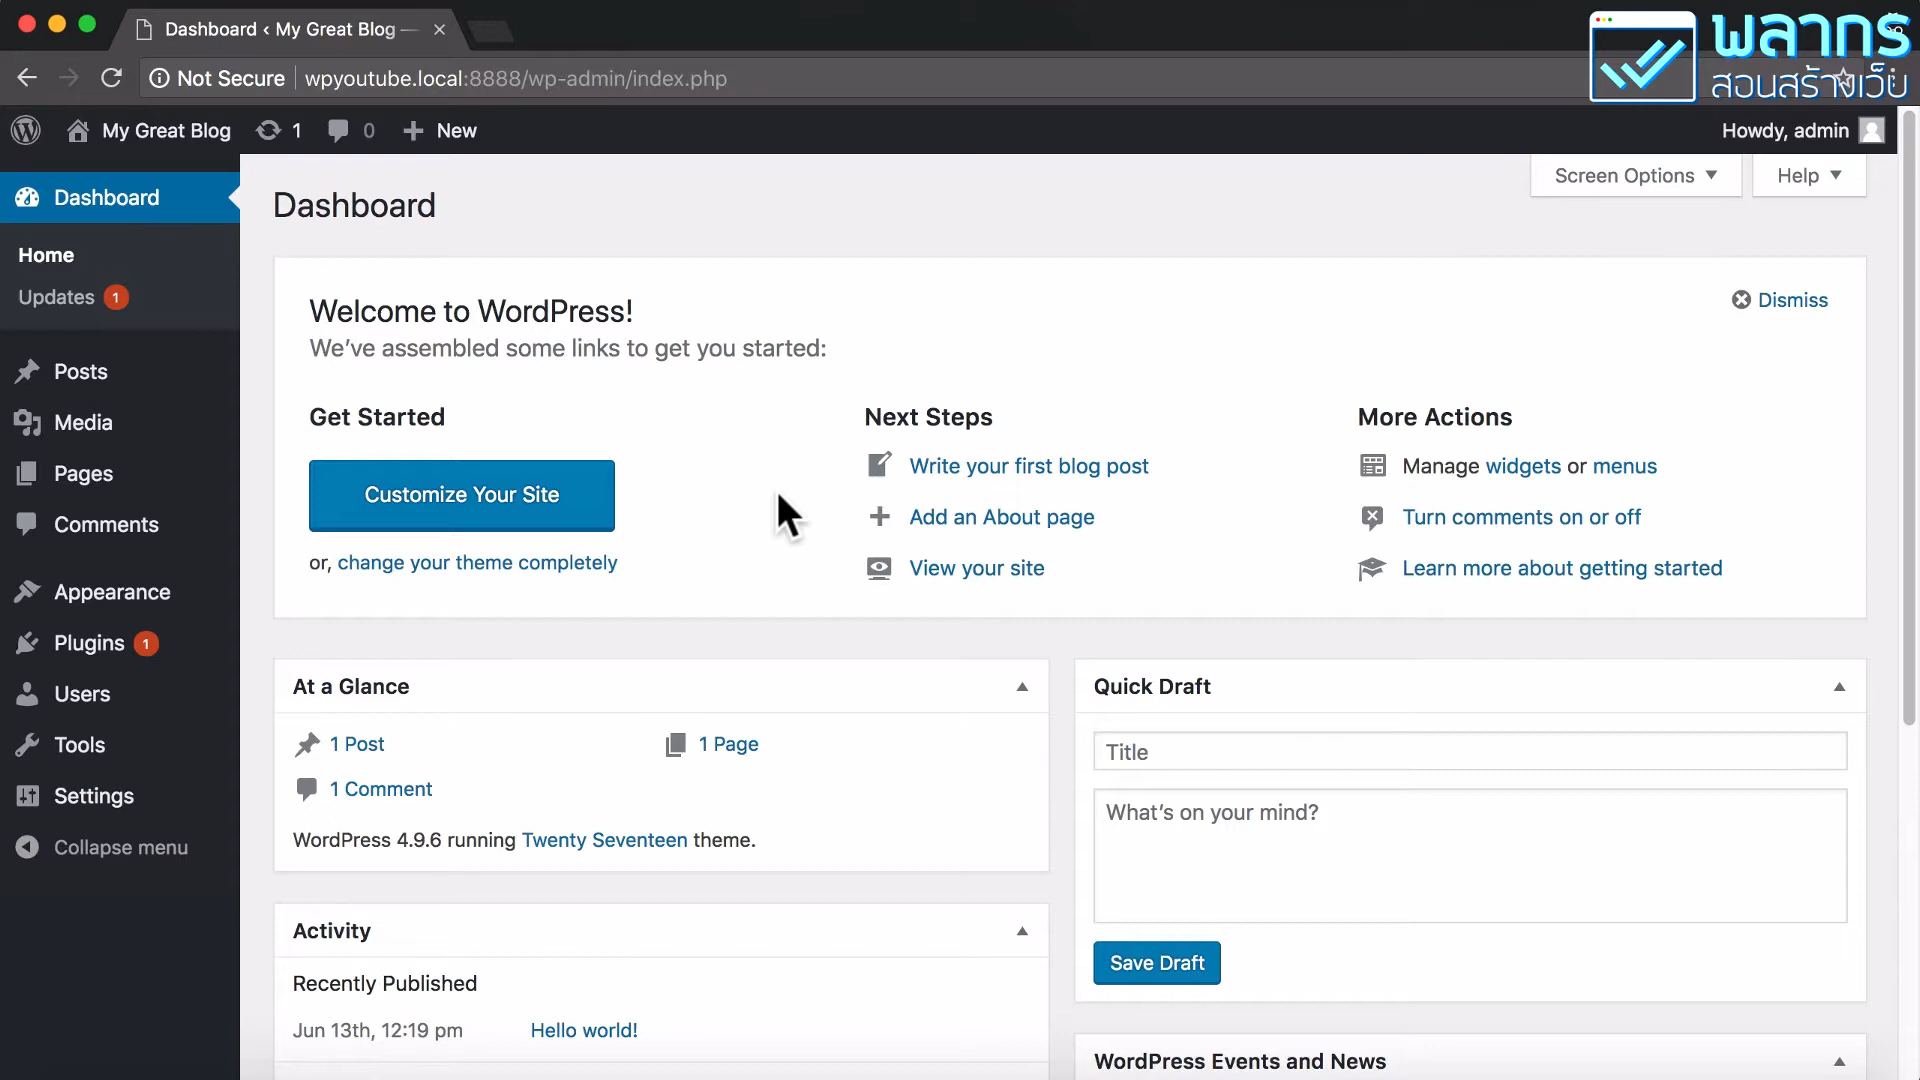 Dashboard ‹ My Great Blog —
พลากร
สอนสร้างเว็บ
Not Secure wpyoutube.local:8888/wp-admin/index.php
My Great Blog 1 0 New
Howdy, admin
Screen Options Help
Dashboard
Home
Updates 1
Posts
Media
Pages
Comments
Appearance
Plugins 1
Users
Tools
Settings
Collapse menu
Dashboard
Welcome to WordPress!
We’ve assembled some links to get you started:
Dismiss
Get Started
Customize Your Site
or, change your theme completely
Next Steps
Write your first blog post
Add an About page
View your site
More Actions
Manage widgets or menus
Turn comments on or off
Learn more about getting started
At a Glance
1 Post 1 Page
1 Comment
WordPress 4.9.6 running Twenty Seventeen theme.
Activity
Recently Published
Jun 13th, 12:19 pm Hello world!
Quick Draft
Title
What’s on your mind?
Save Draft
WordPress Events and News